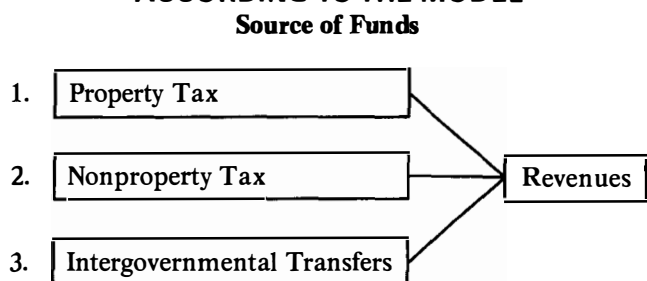 ACCORDING TO THE MODEL
Source of Funds
1. Property Tax
2. Nonproperty Tax
Revenues
3. Intergovernmental Transfers